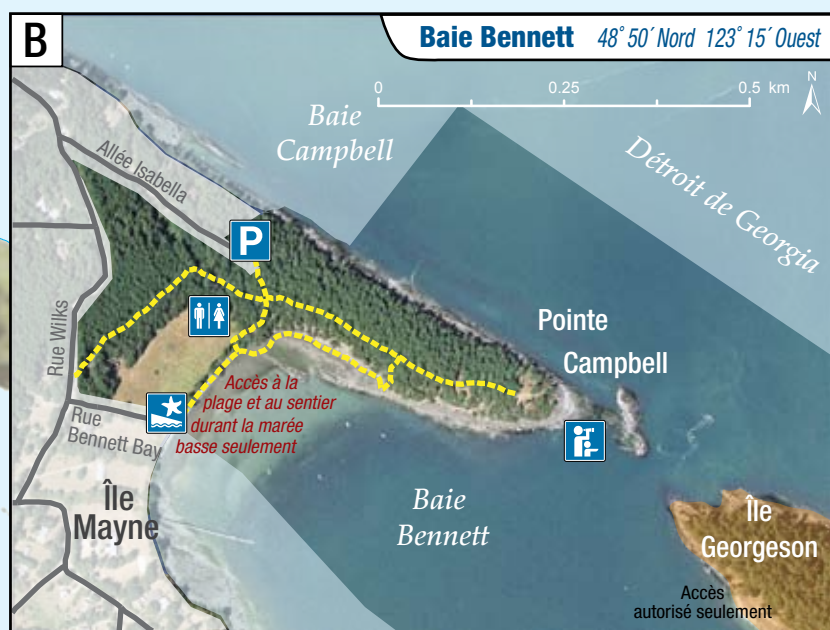 B
Baie Bennett 48°50´Nord 123°15´Ouest
0 0.25 0.5 km
N
Baie
Campbell
Détroit de
Georgia
Allée Isabella
P
Rue Wilks
Pointe
Campbell
Accès à la
plage et au sentier
durant la marée
basse seulement
Rue
Bennett Bay
Île
Mayne
Baie
Bennett
Île
Georgeson
Accès
autorisé seulement